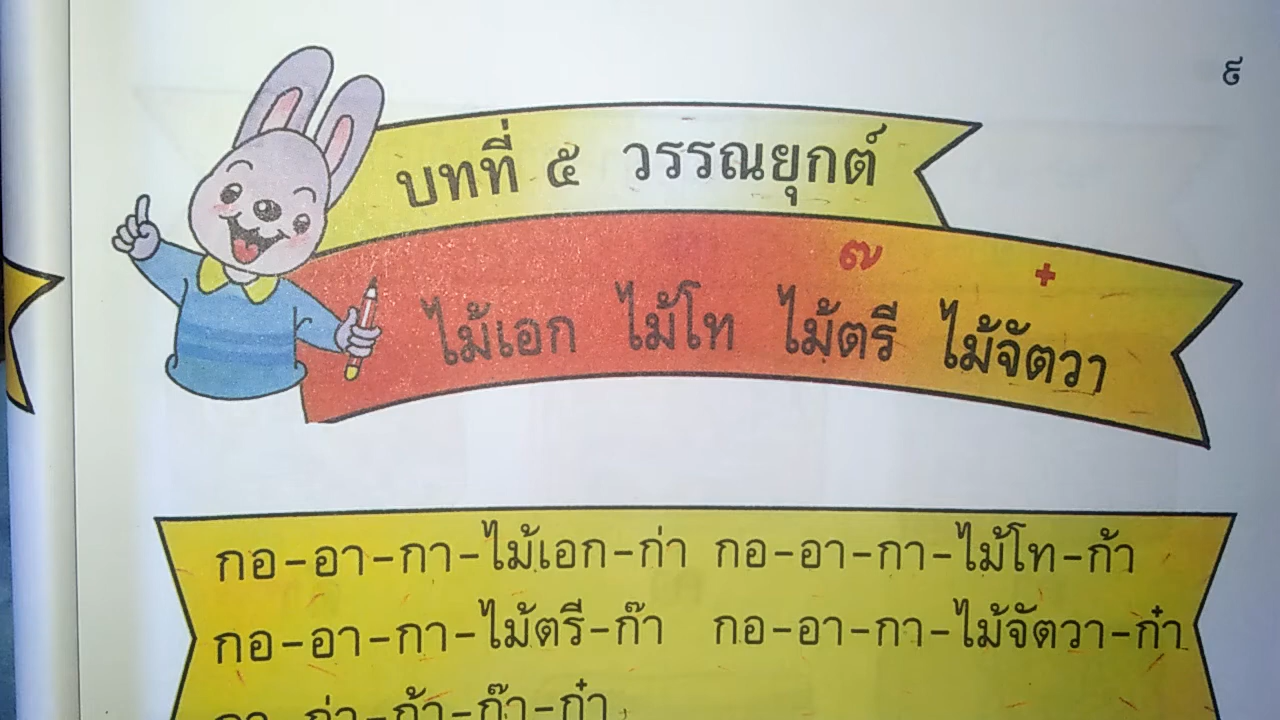 ๙
บทที่ ๕ วรรณยุกต์
๊ ๋
ไม้เอก ไม้โท ไม้ตรี ไม้จัตวา
กอ-อา-กา-ไม้เอก-ก่า กอ-อา-กา-ไม้โท-ก้า
กอ-อา-กา-ไม้ตรี-ก๊า กอ-อา-กา-ไม้จัตวา-ก๋า
กา-ก่า-ก้า-ก๊า-ก๋า